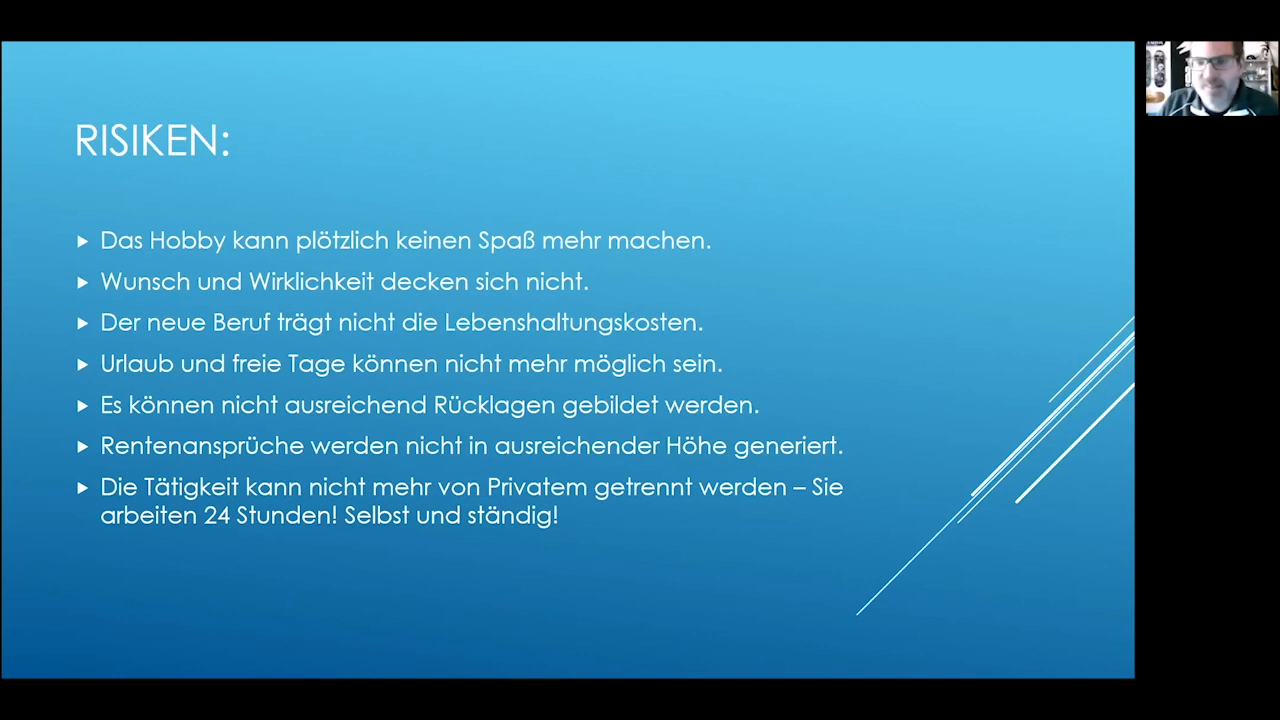 RISIKEN:
Das Hobby kann plötzlich keinen Spaß mehr machen.
Wunsch und Wirklichkeit decken sich nicht.
Der neue Beruf trägt nicht die Lebenshaltungskosten.
Urlaub und freie Tage können nicht mehr möglich sein.
Es können nicht ausreichend Rücklagen gebildet werden.
Rentenansprüche werden nicht in ausreichender Höhe generiert.
Die Tätigkeit kann nicht mehr von Privatem getrennt werden – Sie
arbeiten 24 Stunden! Selbst und ständig!